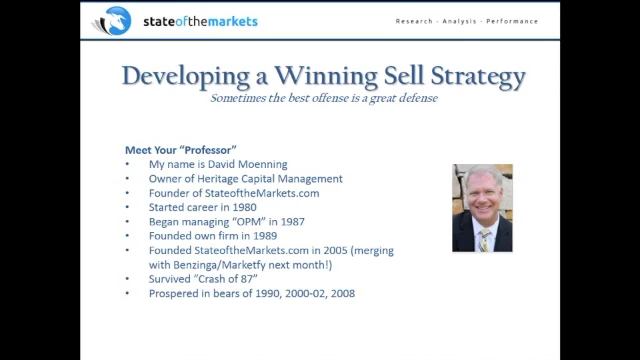 stateofthemarkets
Research · Analysis · Performance
Developing a Winning Sell Strategy
Sometimes the best offense is a great defense
Meet Your “Professor”
• My name is David Moenning
• Owner of Heritage Capital Management
• Founder of StateoftheMarkets.com
• Started career in 1980
• Began managing “OPM” in 1987
• Founded own firm in 1989
• Founded StateoftheMarkets.com in 2005 (merging
with Benzinga/Marketfy next month!)
• Survived “Crash of 87”
• Prospered in bears of 1990, 2000-02, 2008